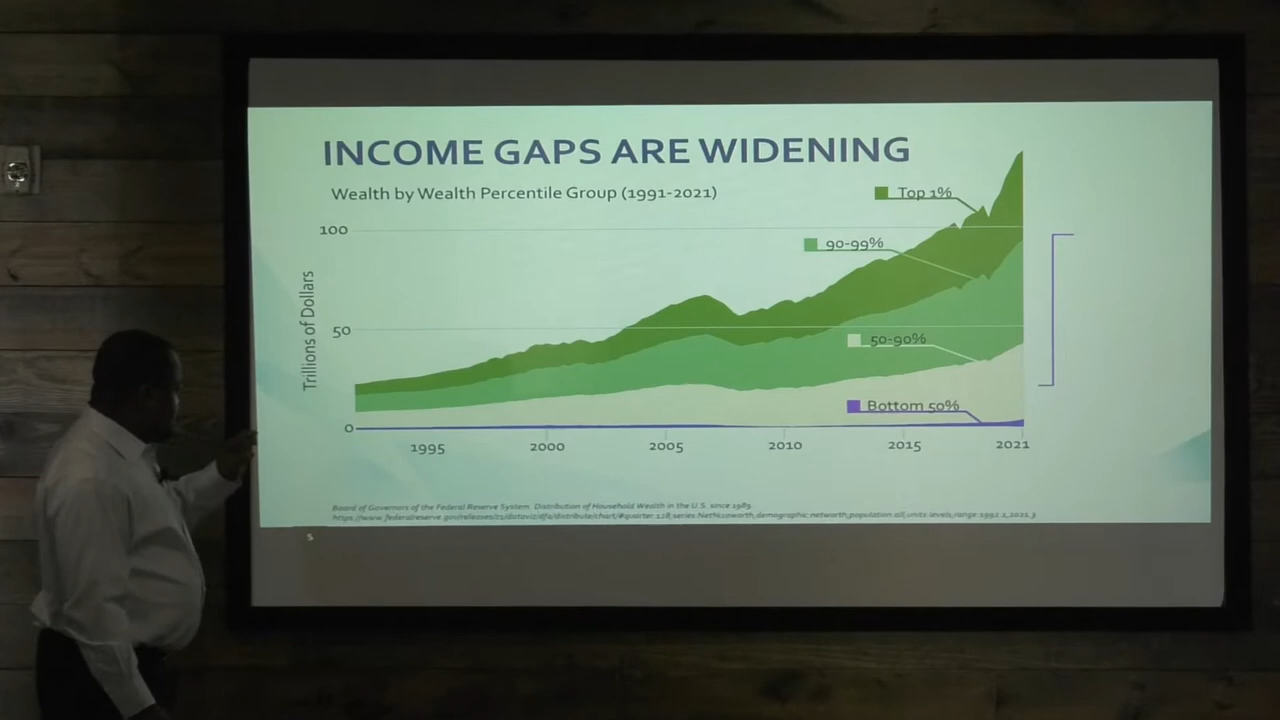 INCOME GAPS ARE WIDENING
Wealth by Wealth Percentile Group (1991-2021)
Top 1%
100
90-99%
Trillions of Dollars
50
50-90%
Bottom 50%
0
1995 2000 2005 2010 2015 2021
Board of Governors of the Federal Reserve System. Distribution of Household Wealth in the U.S. since 1989.